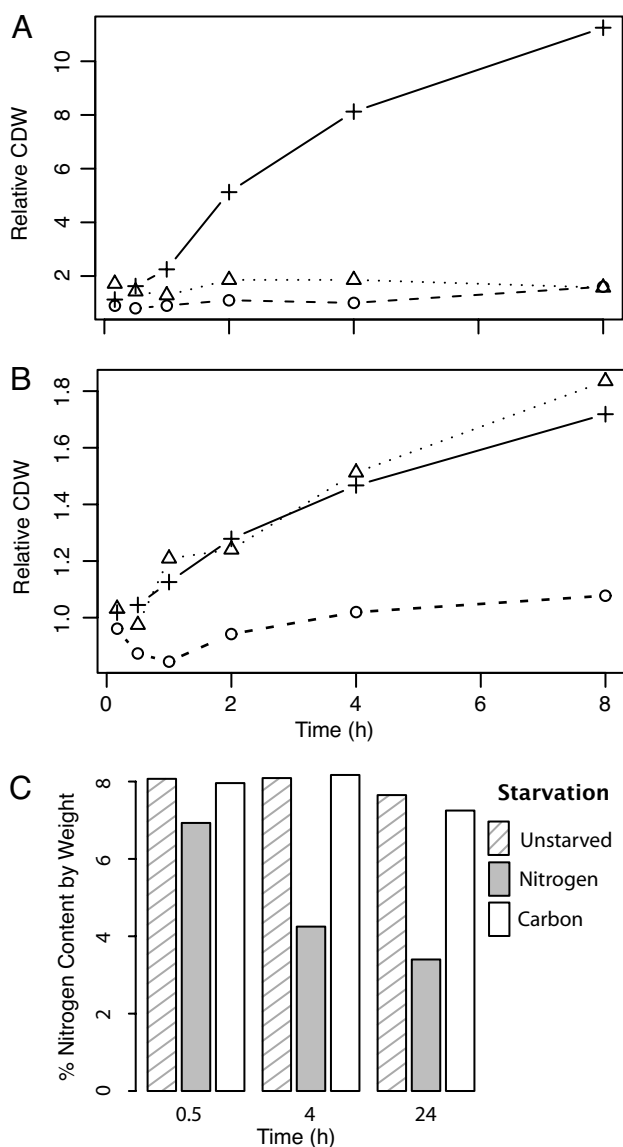 A
Relative CDW
10
8
6
4
2
B
Relative CDW
1.8
1.6
1.4
1.2
1.0
0 2 4 6 8
Time (h)
C
% Nitrogen Content by Weight
8
6
4
2
0
0.5 4 24
Time (h)
Starvation
Unstarved
Nitrogen
Carbon